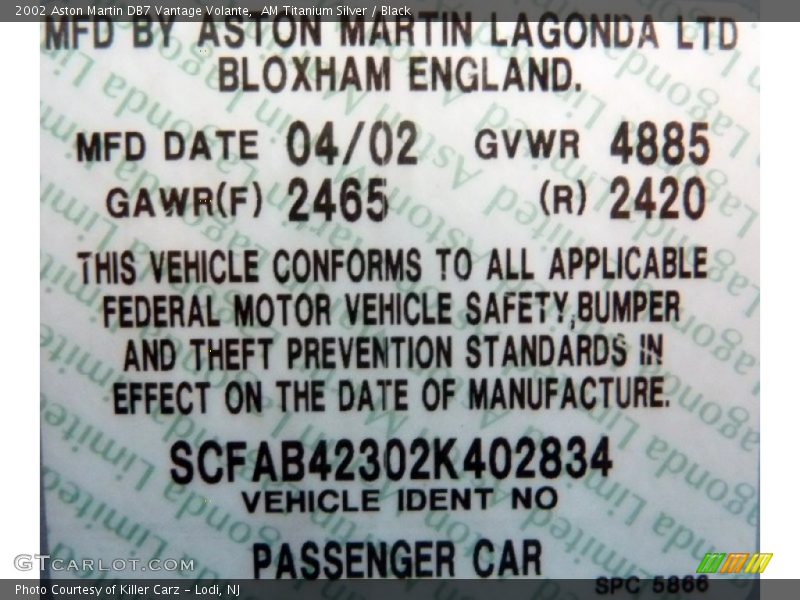 2002 Aston Martin DB7 Vantage Volante, AM Titanium Silver / Black
MFD BY ASTON MARTIN LAGONDA LTD
BLOXHAM ENGLAND.
MFD DATE 04/02 GVWR 4885
GAWR(F) 2465 (R) 2420
THIS VEHICLE CONFORMS TO ALL APPLICABLE
FEDERAL MOTOR VEHICLE SAFETY,BUMPER
AND THEFT PREVENTION STANDARDS IN
EFFECT ON THE DATE OF MANUFACTURE.
SCFAB42302K402834
VEHICLE IDENT NO
PASSENGER CAR
SPC 5866
GTCARLOT.COM
Photo Courtesy of Killer Carz - Lodi, NJ